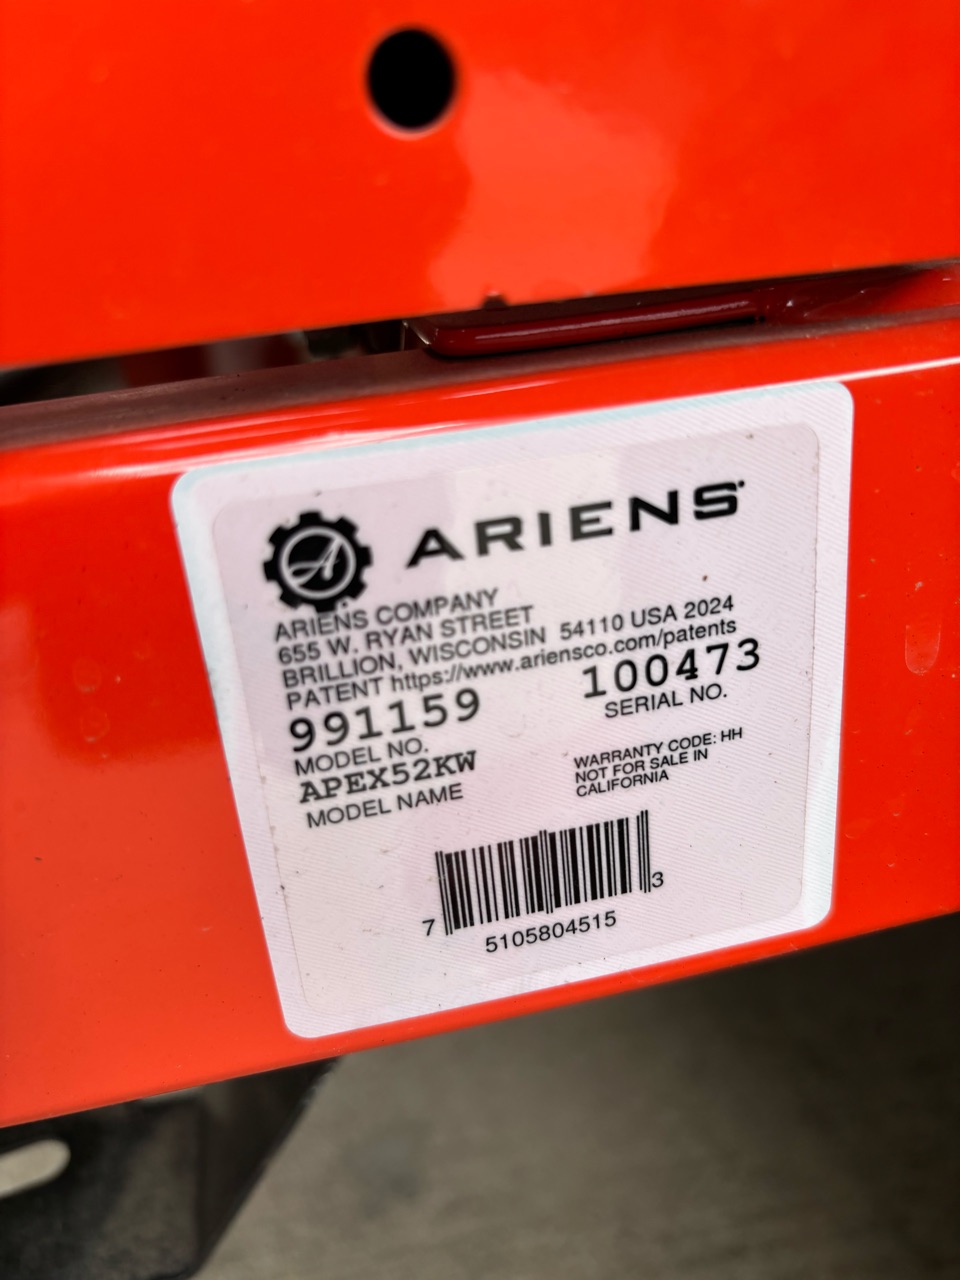 A ARIENS
ARIENS COMPANY
655 W. RYAN STREET
BRILLION, WISCONSIN 54110 USA 2024
PATENT https://www.ariensco.com/patents
991159 100473
MODEL NO. SERIAL NO.
APEX52KW
MODEL NAME
WARRANTY CODE: HH
NOT FOR SALE IN
CALIFORNIA
7 5105804515 3